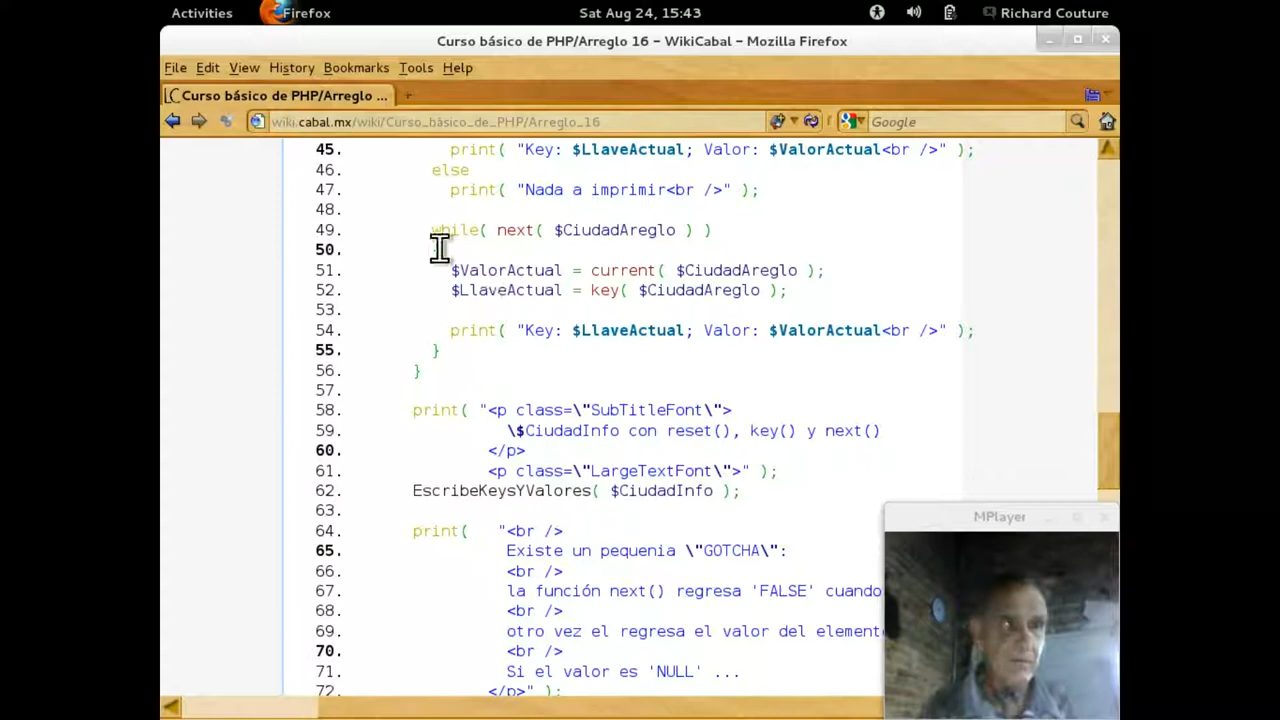 Activities Firefox Sat Aug 24, 15:43 Richard Couture
Curso básico de PHP/Arreglo 16 – WikiCabal – Mozilla Firefox
File Edit View History Bookmarks Tools Help
Curso básico de PHP/Arreglo ...
wiki.cabal.mx/wiki/Curso_básico_de_PHP/Arreglo_16 Google
45. print( "Key: $LlaveActual; Valor: $ValorActual<br />" );
46. else
47. print( "Nada a imprimir<br />" );
48.
49. while( next( $CiudadAreglo ) )
50.
51. $ValorActual = current( $CiudadAreglo );
52. $LlaveActual = key( $CiudadAreglo );
53.
54. print( "Key: $LlaveActual; Valor: $ValorActual<br />" );
55. }
56. }
57.
58. print( "<p class=\"SubTitleFont\">
59. \$CiudadInfo con reset(), key() y next()
60. </p>
61. <p class=\"LargeTextFont\">" );
62. EscribeKeysYValores( $CiudadInfo );
63.
64. print( "<br />
65. Existe un pequenia \"GOTCHA\":
66. <br />
67. la función next() regresa 'FALSE' cuando
68. <br />
69. otro vez el regresa el valor del element
70. <br />
71. Si el valor es 'NULL' ...
72. </p>" );
MPlayer